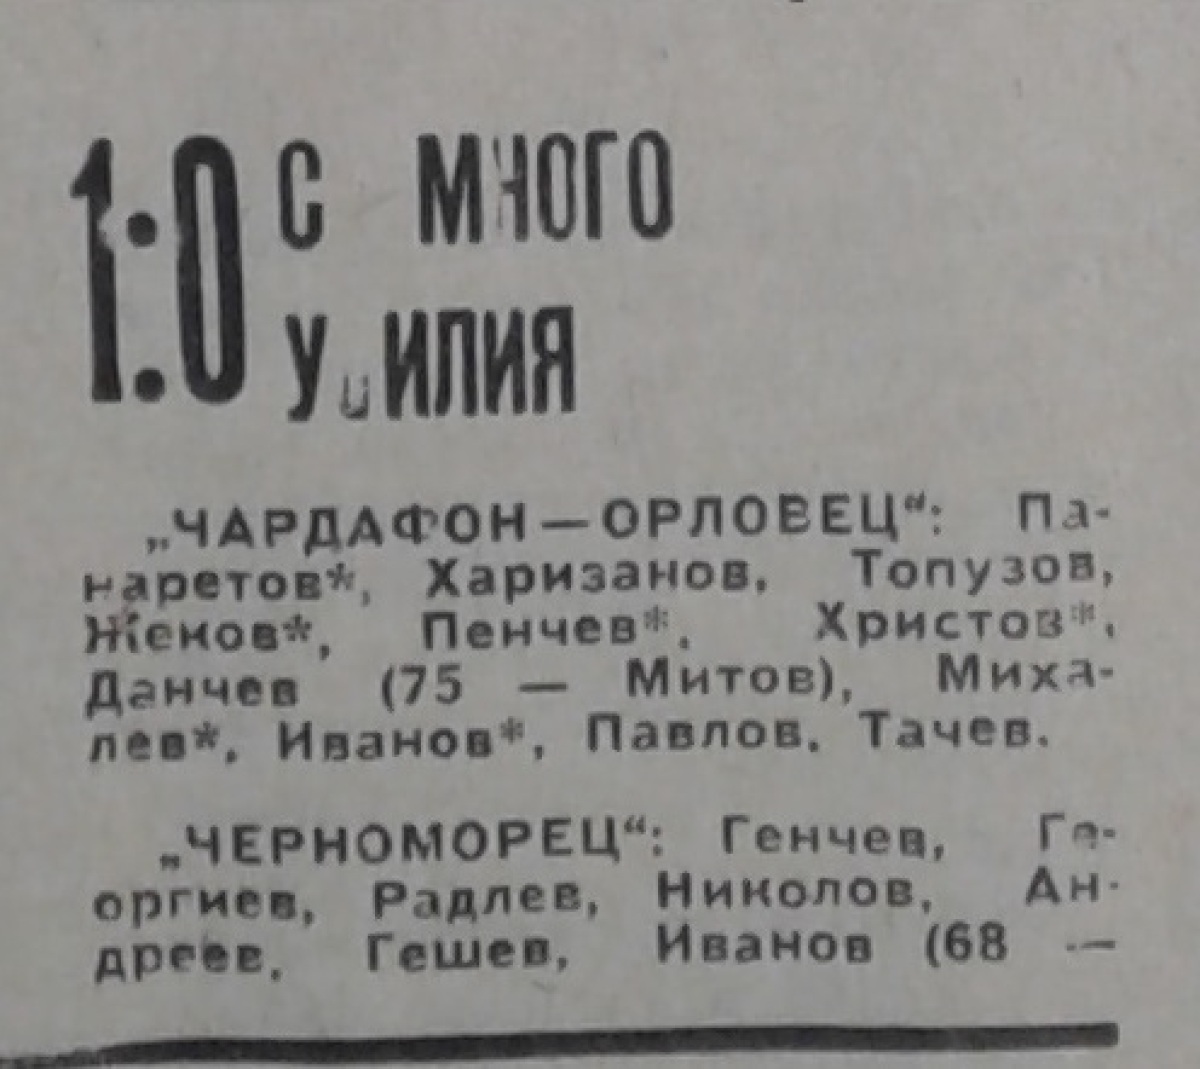 1:0 С МНОГО
УСИЛИЯ
„ЧАРДАФОН—ОРЛОВЕЦ“: Па-
наретов*, Харизанов, Топузов,
Женов*, Пенчев*, Христов*,
Данчев (75 — Митов), Миха-
лев*, Иванов*, Павлов, Тачев.
„ЧЕРНОМОРЕЦ“: Генчев, Ге-
оргиев, Радлев, Николов, Ан-
дреев, Гешев, Иванов (68 —